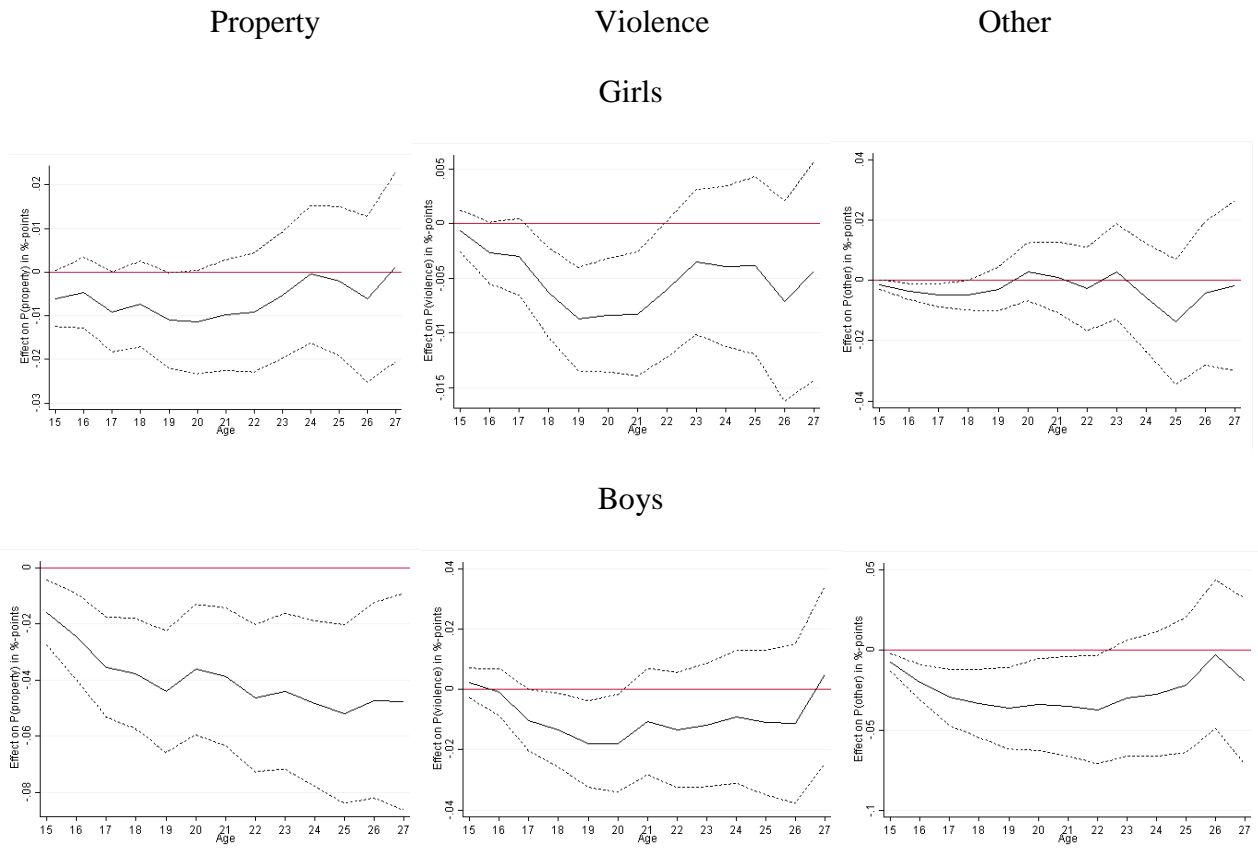 Property Violence Other
Girls
Effect on P(property) in %-points
.02
.01
0
-.01
-.02
-.03
15 16 17 18 19 20 21 22 23 24 25 26 27
Age
Effect on P(violence) in %-points
.005
0
-.005
-.01
-.015
15 16 17 18 19 20 21 22 23 24 25 26 27
Age
Effect on P(other) in %-points
.04
.02
0
-.02
-.04
15 16 17 18 19 20 21 22 23 24 25 26 27
Age
Boys
Effect on P(property) in %-points
0
-.02
-.04
-.06
-.08
15 16 17 18 19 20 21 22 23 24 25 26 27
Age
Effect on P(violence) in %-points
.04
.02
0
-.02
-.04
15 16 17 18 19 20 21 22 23 24 25 26 27
Age
Effect on P(other) in %-points
.05
0
-.05
-.1
15 16 17 18 19 20 21 22 23 24 25 26 27
Age